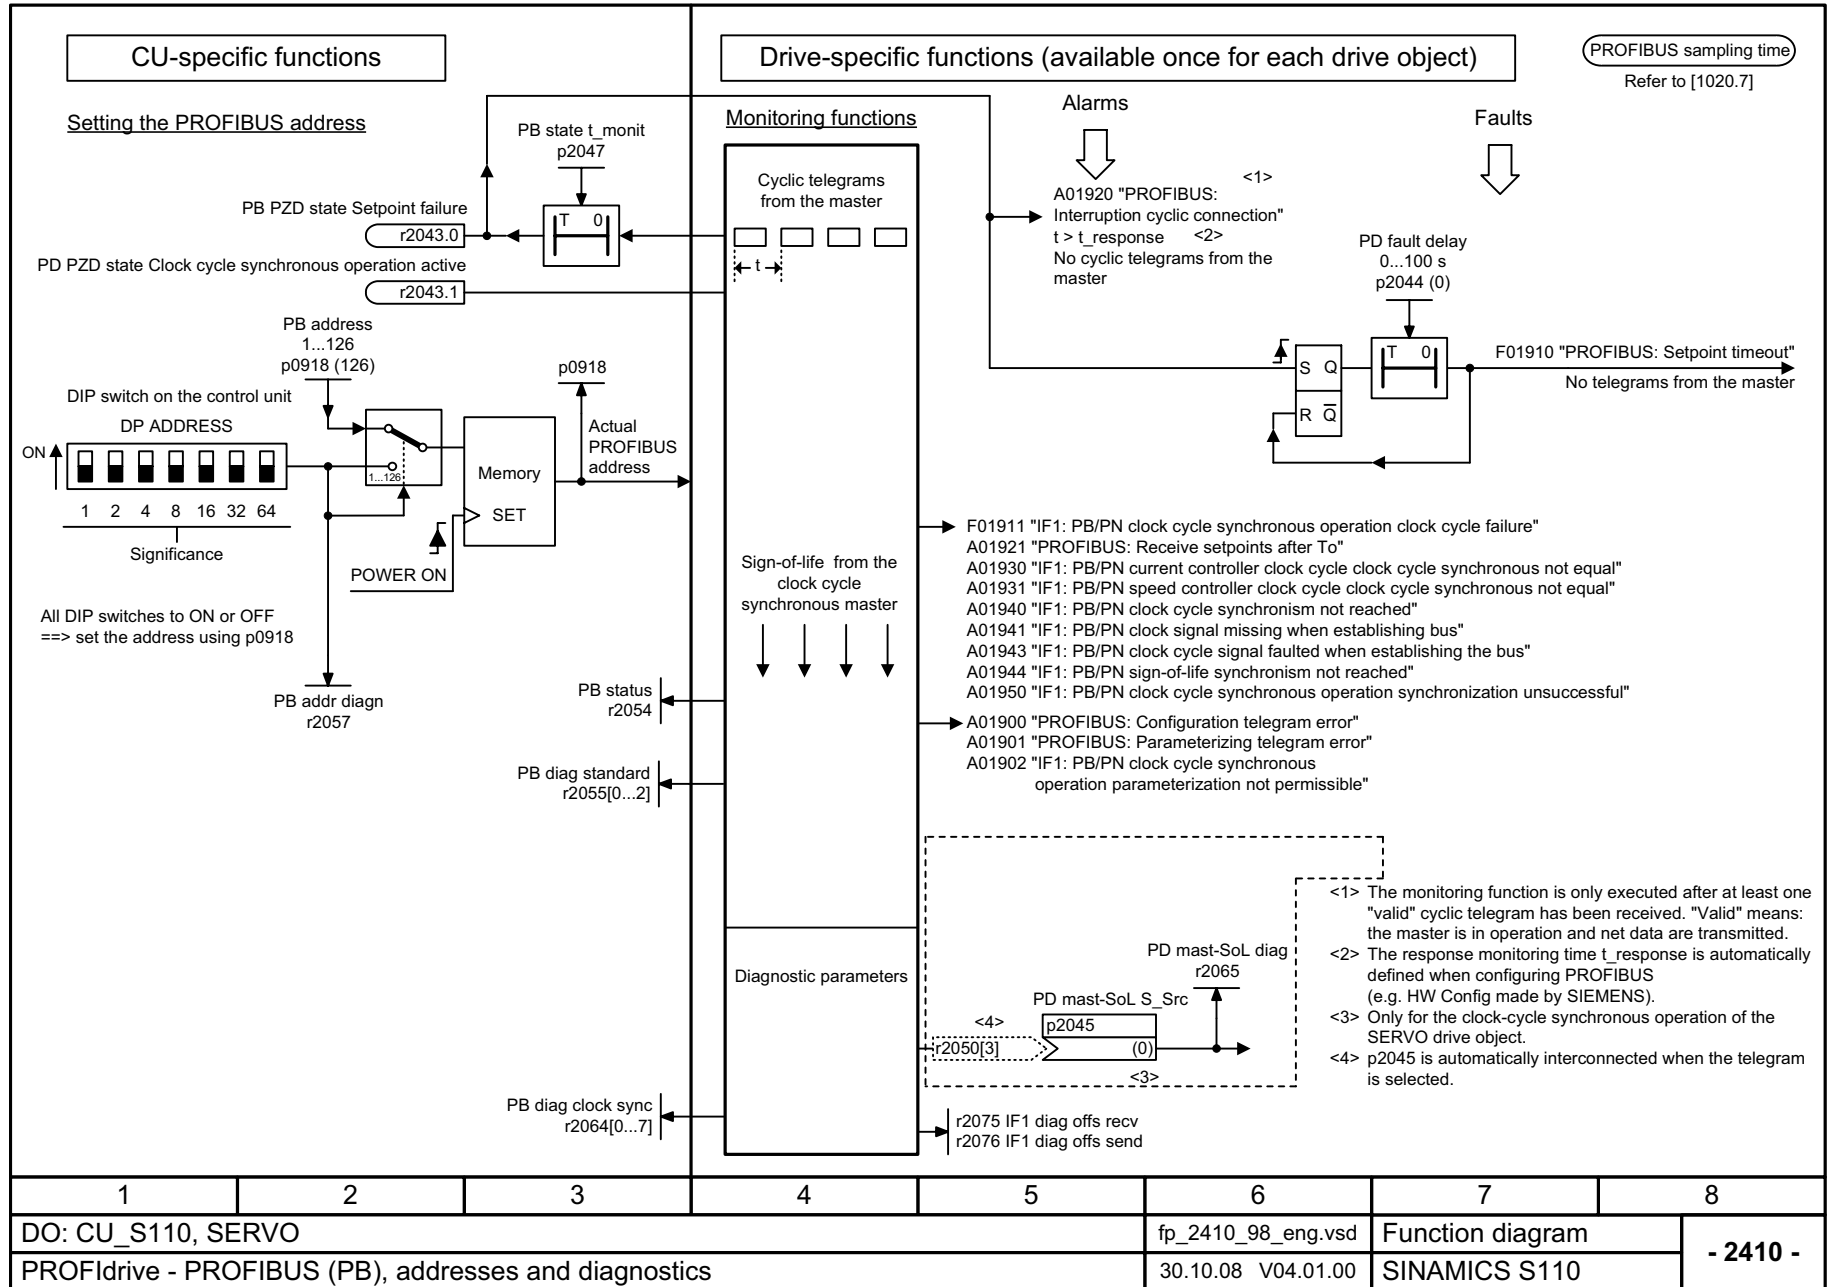 CU-specific functions
Drive-specific functions (available once for each drive object)
PROFIBUS sampling time
Refer to [1020.7]
Setting the PROFIBUS address
PB state t_monit
p2047
T 0
PB PZD state Setpoint failure
r2043.0
PD PZD state Clock cycle synchronous operation active
r2043.1
PB address
1...126
p0918 (126)
DIP switch on the control unit
DP ADDRESS
ON
1 2 4 8 16 32 64
Significance
1...126
Memory
SET
POWER ON
p0918
Actual
PROFIBUS
address
All DIP switches to ON or OFF
==> set the address using p0918
PB addr diagn
r2057
PB status
r2054
PB diag standard
r2055[0...2]
PB diag clock sync
r2064[0...7]
Monitoring functions
Cyclic telegrams
from the master
t
Sign-of-life from the
clock cycle
synchronous master
Diagnostic parameters
Alarms
Faults
<1>
A01920 "PROFIBUS:
Interruption cyclic connection"
t > t_response <2>
No cyclic telegrams from the
master
PD fault delay
0...100 s
p2044 (0)
S Q
R Q̅
T 0
F01910 "PROFIBUS: Setpoint timeout"
No telegrams from the master
F01911 "IF1: PB/PN clock cycle synchronous operation clock cycle failure"
A01921 "PROFIBUS: Receive setpoints after To"
A01930 "IF1: PB/PN current controller clock cycle clock cycle synchronous not equal"
A01931 "IF1: PB/PN speed controller clock cycle clock cycle synchronous not equal"
A01940 "IF1: PB/PN clock cycle synchronism not reached"
A01941 "IF1: PB/PN clock signal missing when establishing bus"
A01943 "IF1: PB/PN clock cycle signal faulted when establishing the bus"
A01944 "IF1: PB/PN sign-of-life synchronism not reached"
A01950 "IF1: PB/PN clock cycle synchronous operation synchronization unsuccessful"
A01900 "PROFIBUS: Configuration telegram error"
A01901 "PROFIBUS: Parameterizing telegram error"
A01902 "IF1: PB/PN clock cycle synchronous
operation parameterization not permissible"
PD mast-SoL diag
r2065
PD mast-SoL S_Src
<4>
p2045
r2050[3]
(0)
<3>
r2075 IF1 diag offs recv
r2076 IF1 diag offs send
<1> The monitoring function is only executed after at least one
"valid" cyclic telegram has been received. "Valid" means:
the master is in operation and net data are transmitted.
<2> The response monitoring time t_response is automatically
defined when configuring PROFIBUS
(e.g. HW Config made by SIEMENS).
<3> Only for the clock-cycle synchronous operation of the
SERVO drive object.
<4> p2045 is automatically interconnected when the telegram
is selected.
1 2 3 4 5 6 7 8
DO: CU_S110, SERVO
fp_2410_98_eng.vsd
Function diagram
- 2410 -
PROFIdrive - PROFIBUS (PB), addresses and diagnostics
30.10.08 V04.01.00
SINAMICS S110